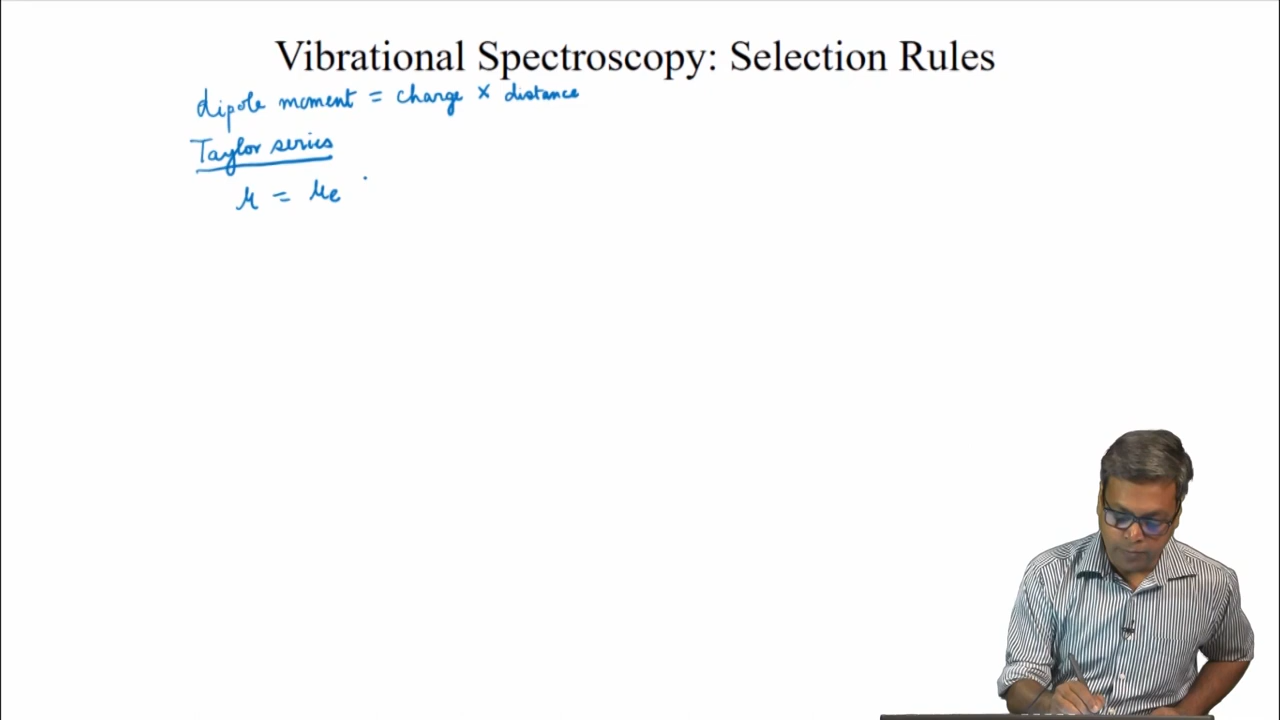 Vibrational Spectroscopy: Selection Rules
dipole moment = charge × distance
Taylor series
μ = μe